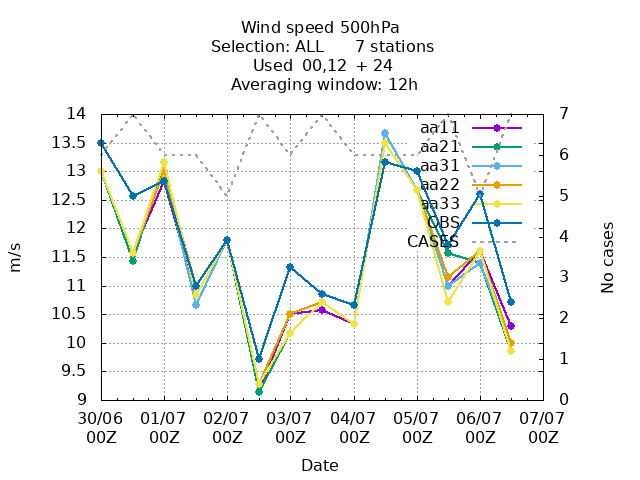 Wind speed 500hPa
Selection: ALL 7 stations
Used 00,12 + 24
Averaging window: 12h
14
13.5
13
12.5
12
11.5
11
10.5
10
9.5
9
m/s
7
6
5
4
3
2
1
0
No cases
aa11
aa21
aa31
aa22
aa33
OBS
CASES
30/06 01/07 02/07 03/07 04/07 05/07 06/07 07/07
00Z 00Z 00Z 00Z 00Z 00Z 00Z 00Z
Date